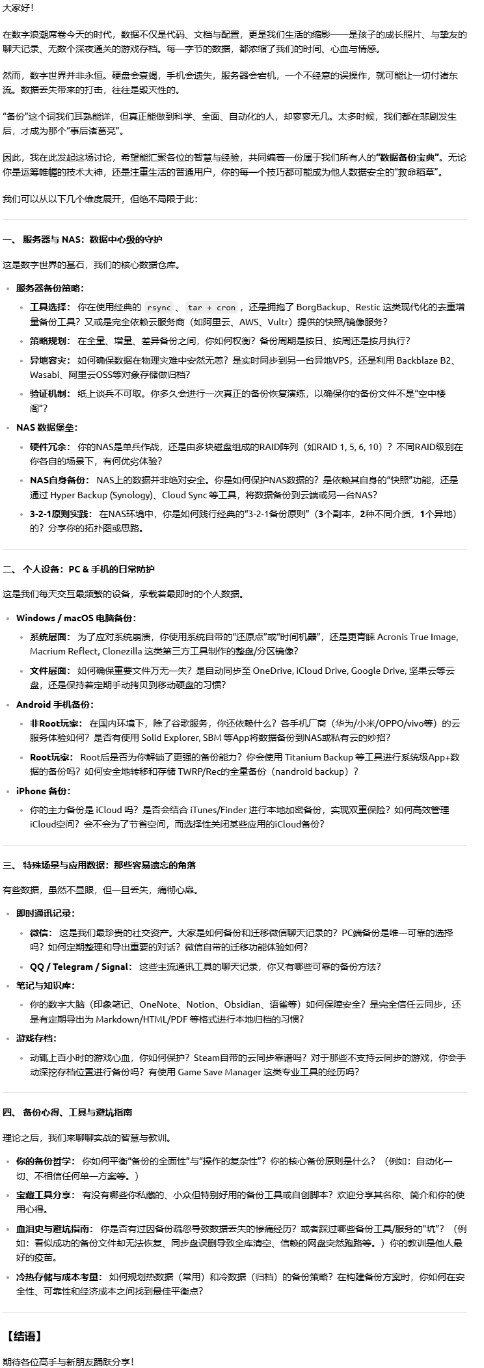 大家好！
在数字浪潮席卷今天的时代，数据不仅是代码、文档与配置，更是我们生活的缩影——是孩子的成长照片、与挚友的
聊天记录、无数个深夜通关的游戏存档。每一字节的数据，都浓缩了我们的时间、心血与情感。
然而，数字世界并非永恒。硬盘会衰竭，手机会遗失，服务器会宕机，一个不经意的误操作，就可能让一切付诸东
流。数据丢失带来的打击，往往是毁灭性的。
“备份”这个词我们耳熟能详，但真正能做到科学、全面、自动化的人，却寥寥无几。太多时候，我们都在悲剧发生
后，才成为那个“事后诸葛亮”。
因此，我在此发起这场讨论，希望能汇聚各位的智慧与经验，共同编著一份属于我们所有人的“数据备份宝典”。无论
你是运筹帷幄的技术大神，还是注重生活的普通用户，你的每一个技巧都可能成为他人数据安全的“救命稻草”。
我们可以从以下几个维度展开，但绝不局限于此：
一、 服务器与 NAS：数据中心级的守护
这是数字世界的基石，我们的核心数据仓库。
• 服务器备份策略：
• 工具选择： 你在使用经典的 rsync 、 tar + cron ，还是拥抱了 BorgBackup、Restic 这类现代化的去重增
量备份工具？又或是完全依赖云服务商（如阿里云、AWS、Vultr）提供的快照/镜像服务？
• 策略规划： 在全量、增量、差异备份之间，你如何权衡？备份周期是按日、按周还是按月执行？
• 异地容灾： 如何确保数据在物理灾难中安然无恙？是实时同步到另一台异地VPS，还是利用 Backblaze B2、
Wasabi、阿里云OSS等对象存储做归档？
• 验证机制： 纸上谈兵不可取。你多久会进行一次真正的备份恢复演练，以确保你的备份文件不是“空中楼
阁”？
• NAS 数据堡垒：
• 硬件冗余： 你的NAS是单兵作战，还是由多块磁盘组成的RAID阵列（如RAID 1, 5, 6, 10）？不同RAID级别在
你各自的场景下，有何优劣体验？
• NAS自身备份： NAS上的数据并非绝对安全。你是如何保护NAS数据的？是依赖其自身的“快照”功能，还是
通过 Hyper Backup (Synology)、Cloud Sync 等工具，将数据备份到云端或另一台NAS？
• 3-2-1原则实践： 在NAS环境中，你是如何践行经典的“3-2-1备份原则”（3个副本，2种不同介质，1个异地）
的？分享你的拓扑图或思路。
二、个人设备：PC & 手机的日常防护
这是我们每天交互最频繁的设备，承载着最即时的个人数据。
• Windows / macOS 电脑备份：
• 系统层面： 为了应对系统崩溃，你使用系统自带的“还原点”或“时间机器”，还是更青睐 Acronis True Image,
Macrium Reflect, Clonezilla 这类第三方工具制作的整盘/分区镜像？
• 文件层面： 如何确保重要文件万无一失？是自动同步至 OneDrive, iCloud Drive, Google Drive, 坚果云等云
盘，还是保持着定期手动拷贝到移动硬盘的习惯？
• Android 手机备份：
• 非Root玩家： 在国内环境下，除了谷歌服务，你还依赖什么？各手机厂商（华为/小米/OPPO/vivo等）的云
服务体验如何？是否有使用 Solid Explorer, SBM 等App将数据备份到NAS或私有云的妙招？
• Root玩家： Root后是否为你解锁了更强的备份能力？你会使用 Titanium Backup 等工具进行系统级App+数
据的备份吗？如何安全地转移和存储 TWRP/Rec的全量备份（nandroid backup）？
• iPhone 备份：
• 你的主力备份是 iCloud 吗？是否会结合 iTunes/Finder 进行本地加密备份，实现双重保险？如何高效管理
iCloud空间？会不会为了节省空间，而选择性关闭某些应用的iCloud备份？
三、特殊场景与应用数据：那些容易遗忘的角落
有些数据，虽然不显眼，但一旦丢失，痛彻心扉。
• 即时通讯记录：
• 微信： 这是我们最珍贵的社交资产。大家是如何备份和迁移微信聊天记录的？PC端备份是唯一可靠的选择
吗？如何定期整理和导出重要的对话？微信自带的迁移功能体验如何？
• QQ / Telegram / Signal： 这些主流通讯工具的聊天记录，你又有哪些可靠的备份方法？
• 笔记与知识库：
• 你的数字大脑（印象笔记、OneNote、Notion、Obsidian、语雀等）如何保障安全？是完全信任云同步，还
是有定期导出为 Markdown/HTML/PDF 等格式进行本地归档的习惯？
• 游戏存档：
• 动辄上百小时的游戏心血，你如何保护？Steam自带的云同步靠谱吗？对于那些不支持云同步的游戏，你会手
动深挖存档位置进行备份吗？有使用 Game Save Manager 这类专业工具的经历吗？
四、备份心得、工具与避坑指南
理论之后，我们来聊聊实战的智慧与教训。
• 你的备份哲学： 你如何平衡“备份的全面性”与“操作的复杂性”？你的核心备份原则是什么？（例如：自动化一
切、不相信任何单一方案等。）
• 宝藏工具分享： 有没有哪些你私藏的、小众但特别好用的备份工具或自创脚本？欢迎分享其名称、简介和你的使
用心得。
• 血泪史与避坑指南： 你是否有过因备份疏忽导致数据丢失的惨痛经历？或者踩过哪些备份工具/服务的“坑”？（例
如：看似成功的备份文件却无法恢复、同步盘误删导致全库清空、信赖的网盘突然跑路等。）你的教训是他人最
好的疫苗。
• 冷热存储与成本考量： 如何规划热数据（常用）和冷数据（归档）的备份策略？在构建备份方案时，你如何在安
全性、可靠性和经济成本之间找到最佳平衡点？
【结语】
期待各位高手与新朋友踊跃分享！